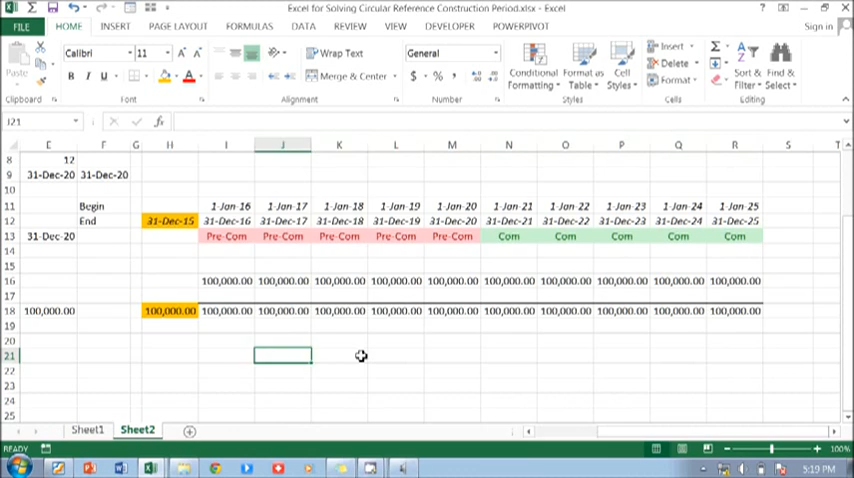 Excel for Solving Circular Reference Construction Period.xlsx - Excel
Sign in
FILE HOME INSERT PAGE LAYOUT FORMULAS DATA REVIEW VIEW DEVELOPER POWERPIVOT
Calibri 11 Wrap Text General Insert
Paste B I U Merge & Center $ % Conditional Formatting Format as Table Cell Styles Delete Format Sort & Filter Find & Select
Clipboard Font Alignment Number Styles Cells Editing
J21 fx
E F G H I J K L M N O P Q R S T
8 12
9 31-Dec-20 31-Dec-20
10
11 Begin 1-Jan-16 1-Jan-17 1-Jan-18 1-Jan-19 1-Jan-20 1-Jan-21 1-Jan-22 1-Jan-23 1-Jan-24 1-Jan-25
12 End 31-Dec-15 31-Dec-16 31-Dec-17 31-Dec-18 31-Dec-19 31-Dec-20 31-Dec-21 31-Dec-22 31-Dec-23 31-Dec-24 31-Dec-25
13 31-Dec-20 Pre-Com Pre-Com Pre-Com Pre-Com Pre-Com Com Com Com Com Com
14
15
16 100,000.00 100,000.00 100,000.00 100,000.00 100,000.00 100,000.00 100,000.00 100,000.00 100,000.00 100,000.00
17
18 100,000.00 100,000.00 100,000.00 100,000.00 100,000.00 100,000.00 100,000.00 100,000.00 100,000.00 100,000.00 100,000.00 100,000.00
19
20
21
22
23
24
25
Sheet1 Sheet2
READY 100%
5:19 PM